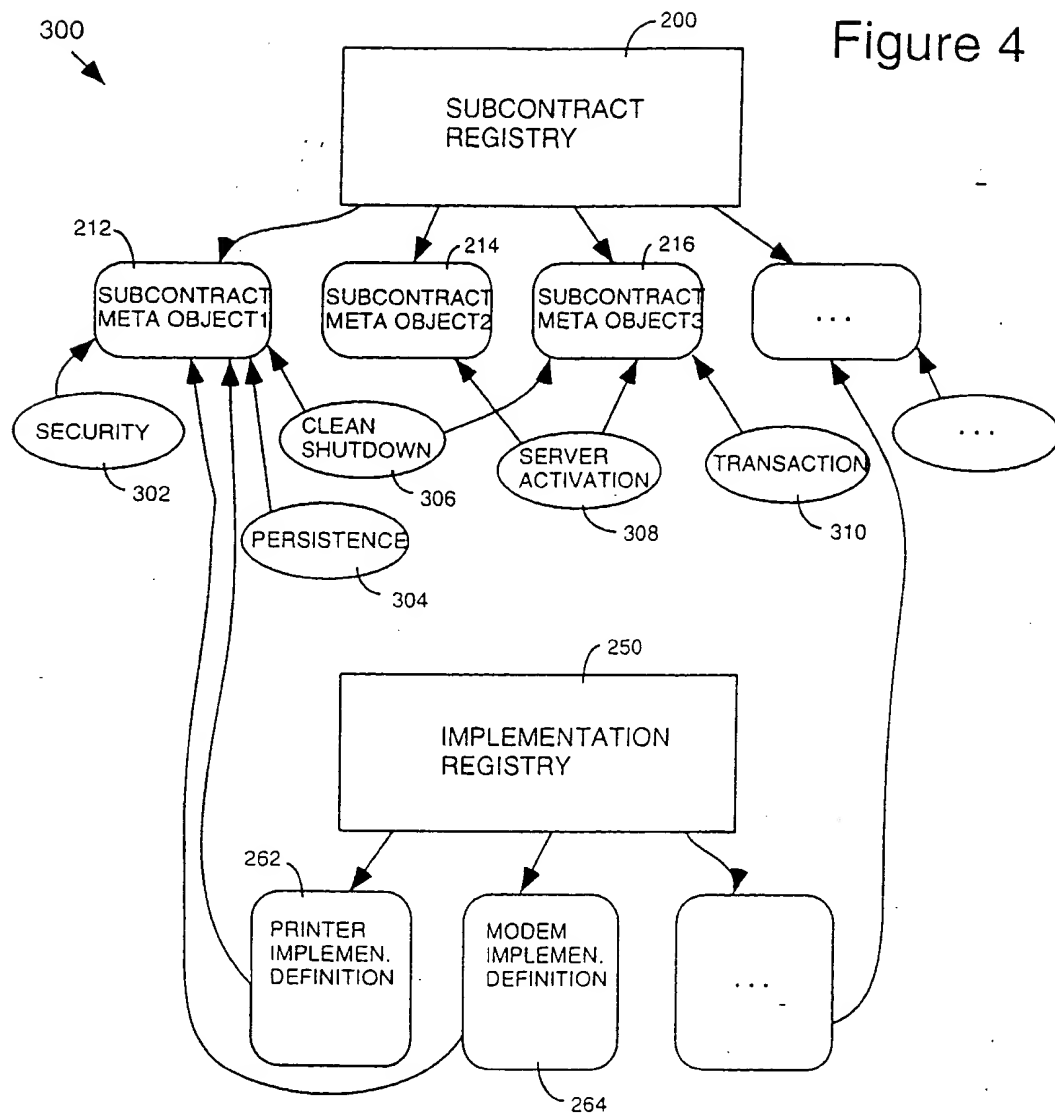 300
200
Figure 4
SUBCONTRACT
REGISTRY
212
214
216
SUBCONTRACT
META OBJECT1
SUBCONTRACT
META OBJECT2
SUBCONTRACT
META OBJECT3
...
SECURITY
302
CLEAN
SHUTDOWN
306
SERVER
ACTIVATION
308
TRANSACTION
310
...
PERSISTENCE
304
250
IMPLEMENTATION
REGISTRY
262
PRINTER
IMPLEMEN.
DEFINITION
MODEM
IMPLEMEN.
DEFINITION
...
264